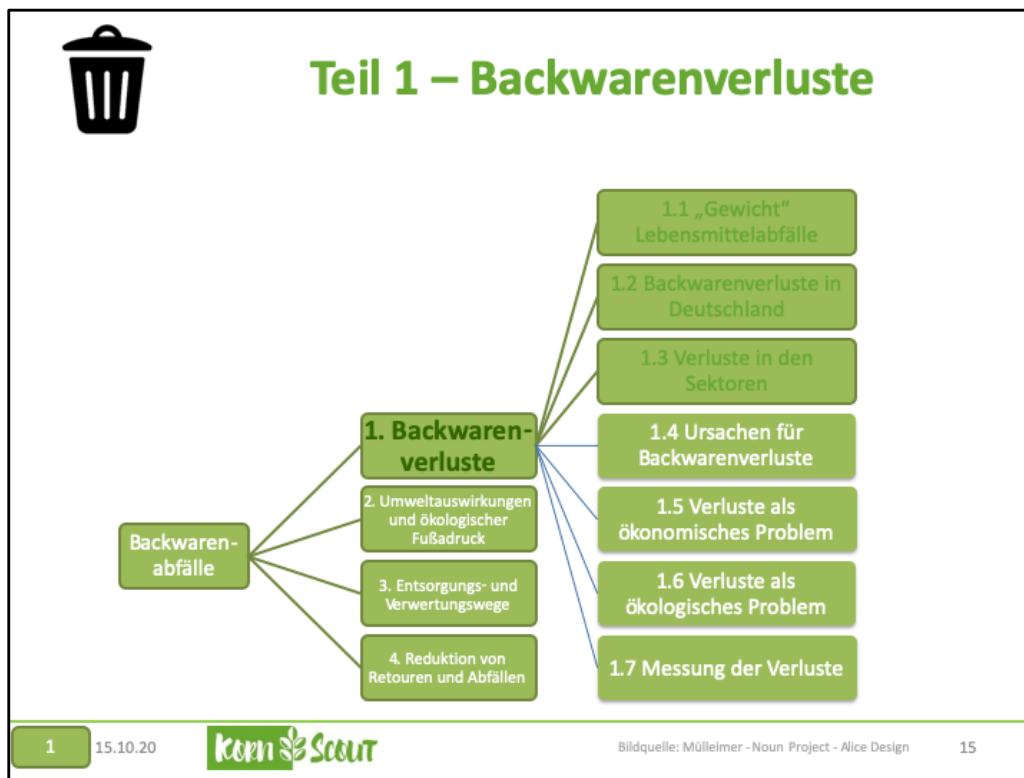 Teil 1 – Backwarenverluste
1.1 „Gewicht“
Lebensmittelabfälle
1.2 Backwarenverluste in
Deutschland
1.3 Verluste in den
Sektoren
1.4 Ursachen für
Backwarenverluste
1.5 Verluste als
ökonomisches Problem
1.6 Verluste als
ökologisches Problem
1.7 Messung der Verluste
1. Backwaren-
verluste
2. Umweltauswirkungen
und ökologischer
Fußadruck
3. Entsorgungs- und
Verwertungswege
4. Reduktion von
Retouren und Abfällen
Backwaren-
abfälle
1
15.10.20
Korn Scout
Bildquelle: Mülleimer - Noun Project - Alice Design
15